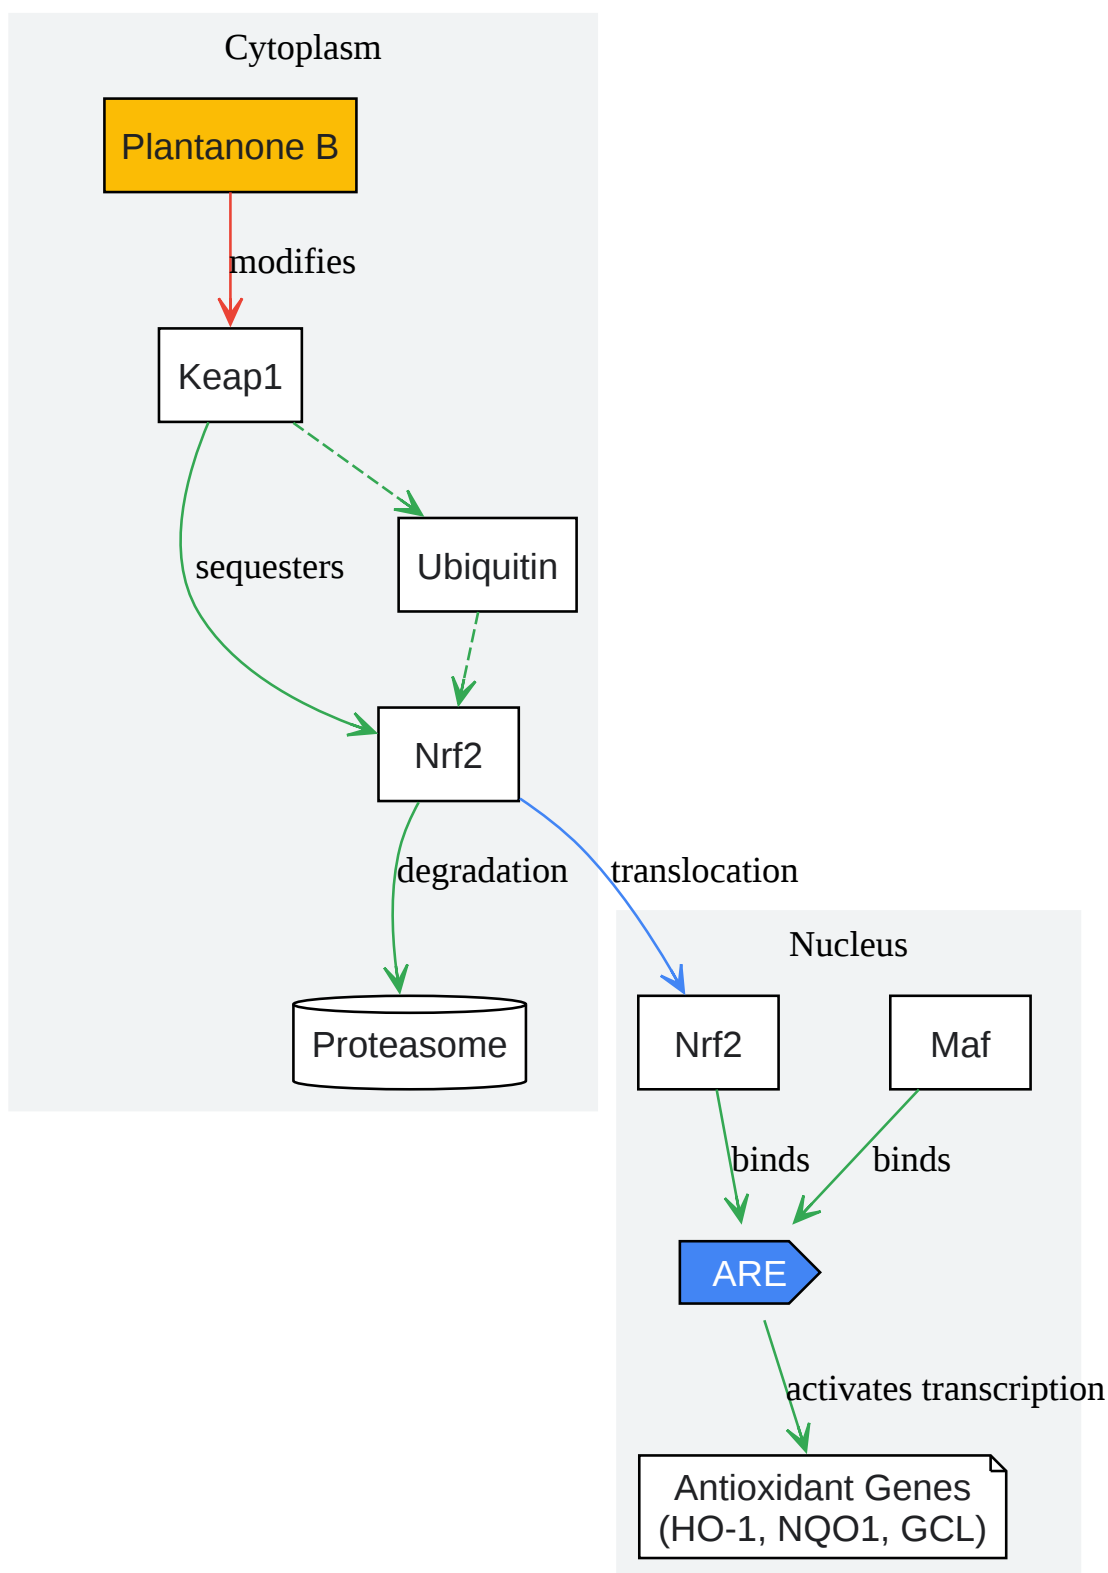 Cytoplasm
Plantanone B
modifies
Keap1
sequesters
Ubiquitin
Nrf2
degradation
translocation
Proteasome
Nucleus
Nrf2
Maf
binds
binds
ARE
activates transcription
Antioxidant Genes
(HO-1, NQO1, GCL)